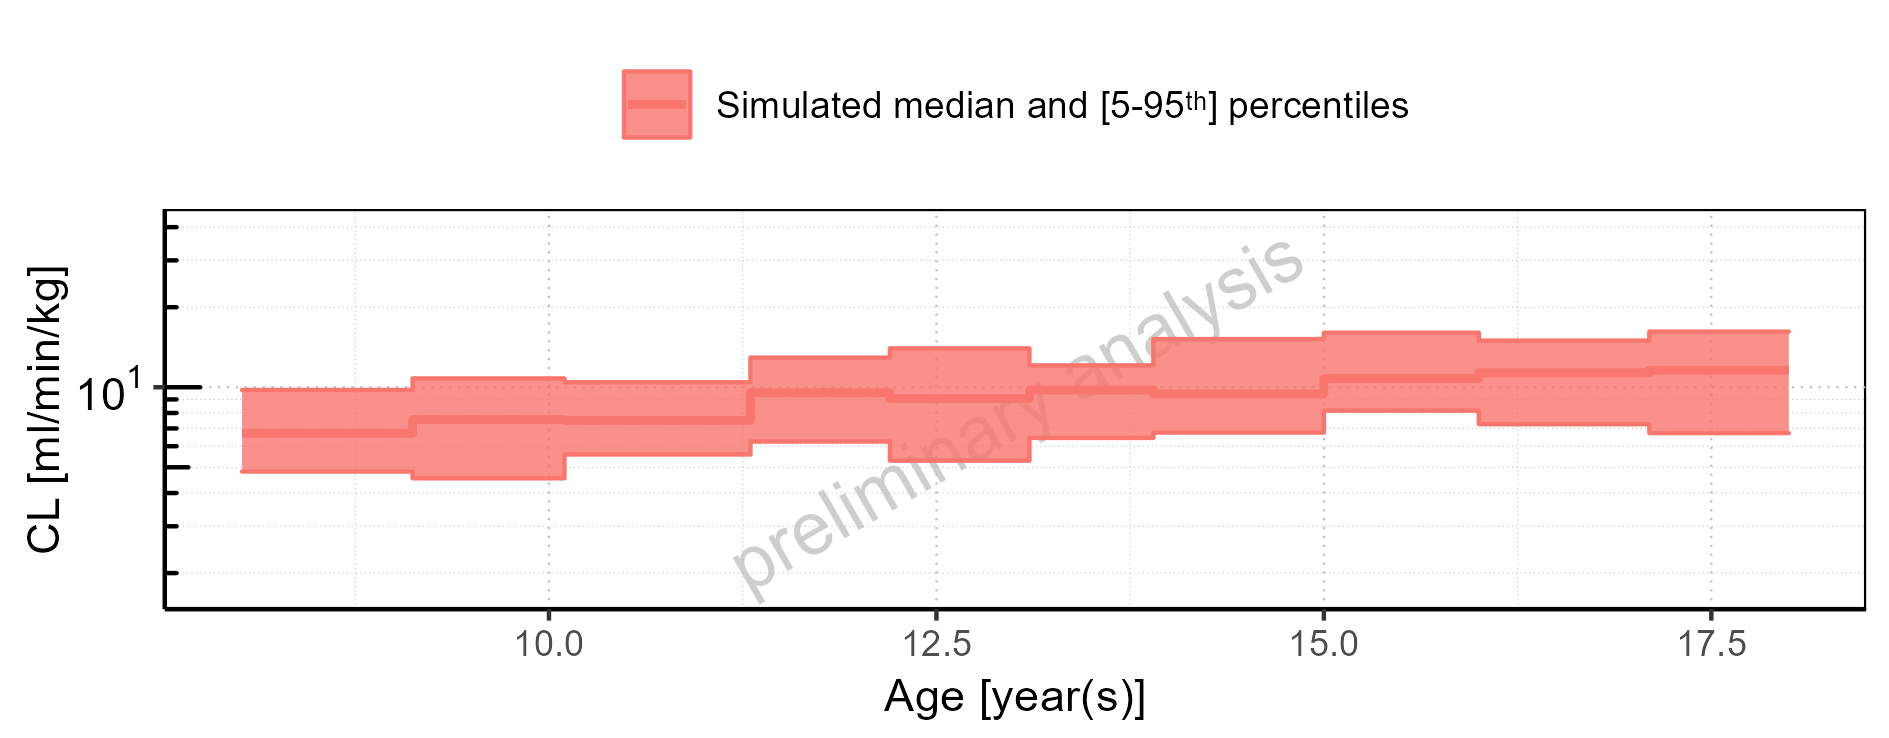 Simulated median and [5-95th] percentiles
CL [ml/min/kg]
10¹
preliminary analysis
10.0 12.5 15.0 17.5
Age [year(s)]